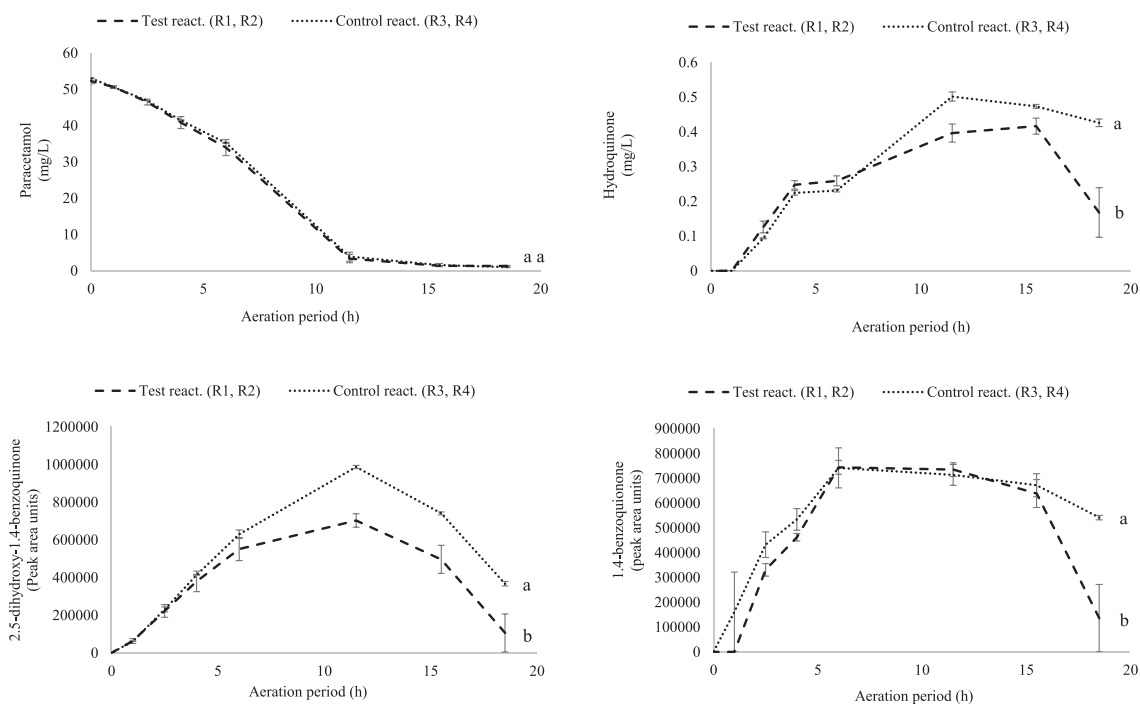 Test react. (R1, R2) Control react. (R3, R4)
60
50
40
30
20
10
0
Paracetamol
(mg/L)
a a
0 5 10 15 20
Aeration period (h)
Test react. (R1, R2) Control react. (R3, R4)
0.6
0.5
0.4
0.3
0.2
0.1
0
Hydroquinone
(mg/L)
a
b
0 5 10 15 20
Aeration period (h)
Test react. (R1, R2) Control react. (R3, R4)
1200000
1000000
800000
600000
400000
200000
0
2.5-dihydroxy-1.4-benzoquinone
(Peak area units)
a
b
0 5 10 15 20
Aeration period (h)
Test react. (R1, R2) Control react. (R3, R4)
900000
800000
700000
600000
500000
400000
300000
200000
100000
0
1.4-benzoquionone
(peak area units)
a
b
0 5 10 15 20
Aeration period (h)